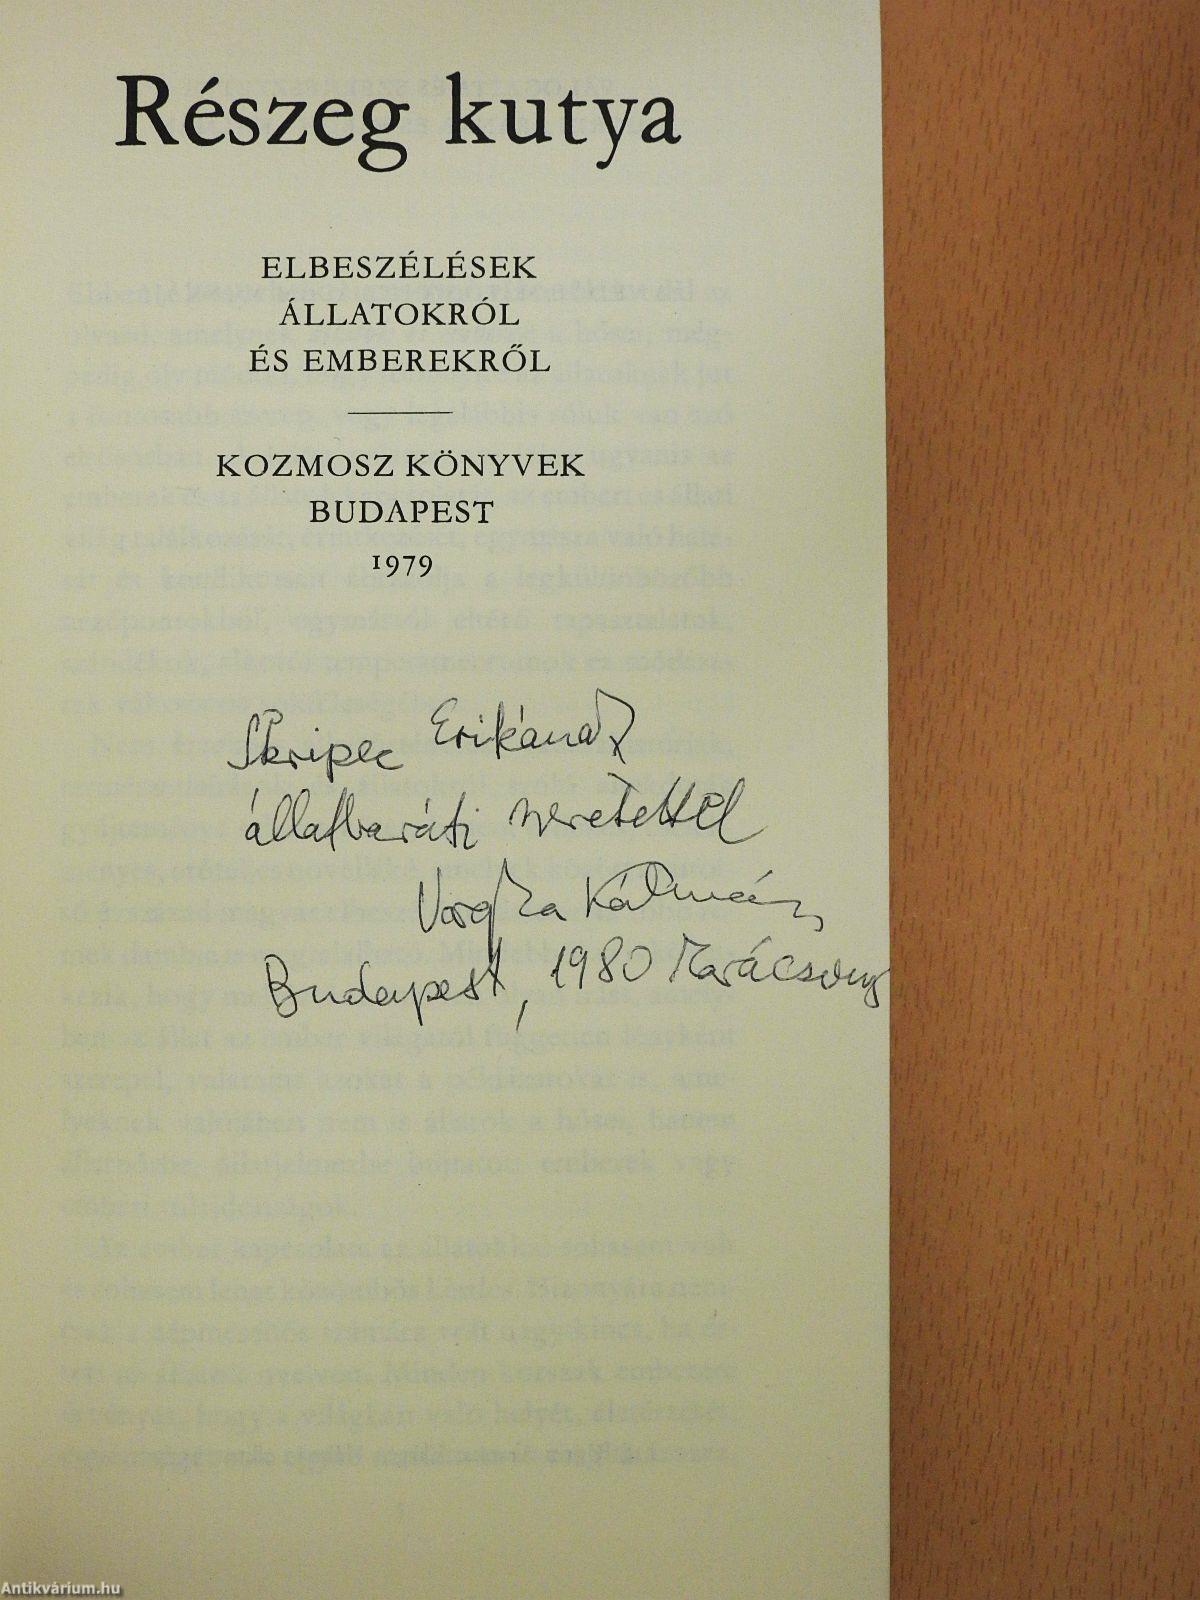 Részeg kutya
ELBESZÉLÉSEK
ÁLLATOKRÓL
ÉS EMBEREKRŐL
KOZMOSZ KÖNYVEK
BUDAPEST
1979
Skripec Erikának
állatbaráti szeretettel
Vargha Kálmán
Budapest, 1980 Karácsony
Antikvárium.hu